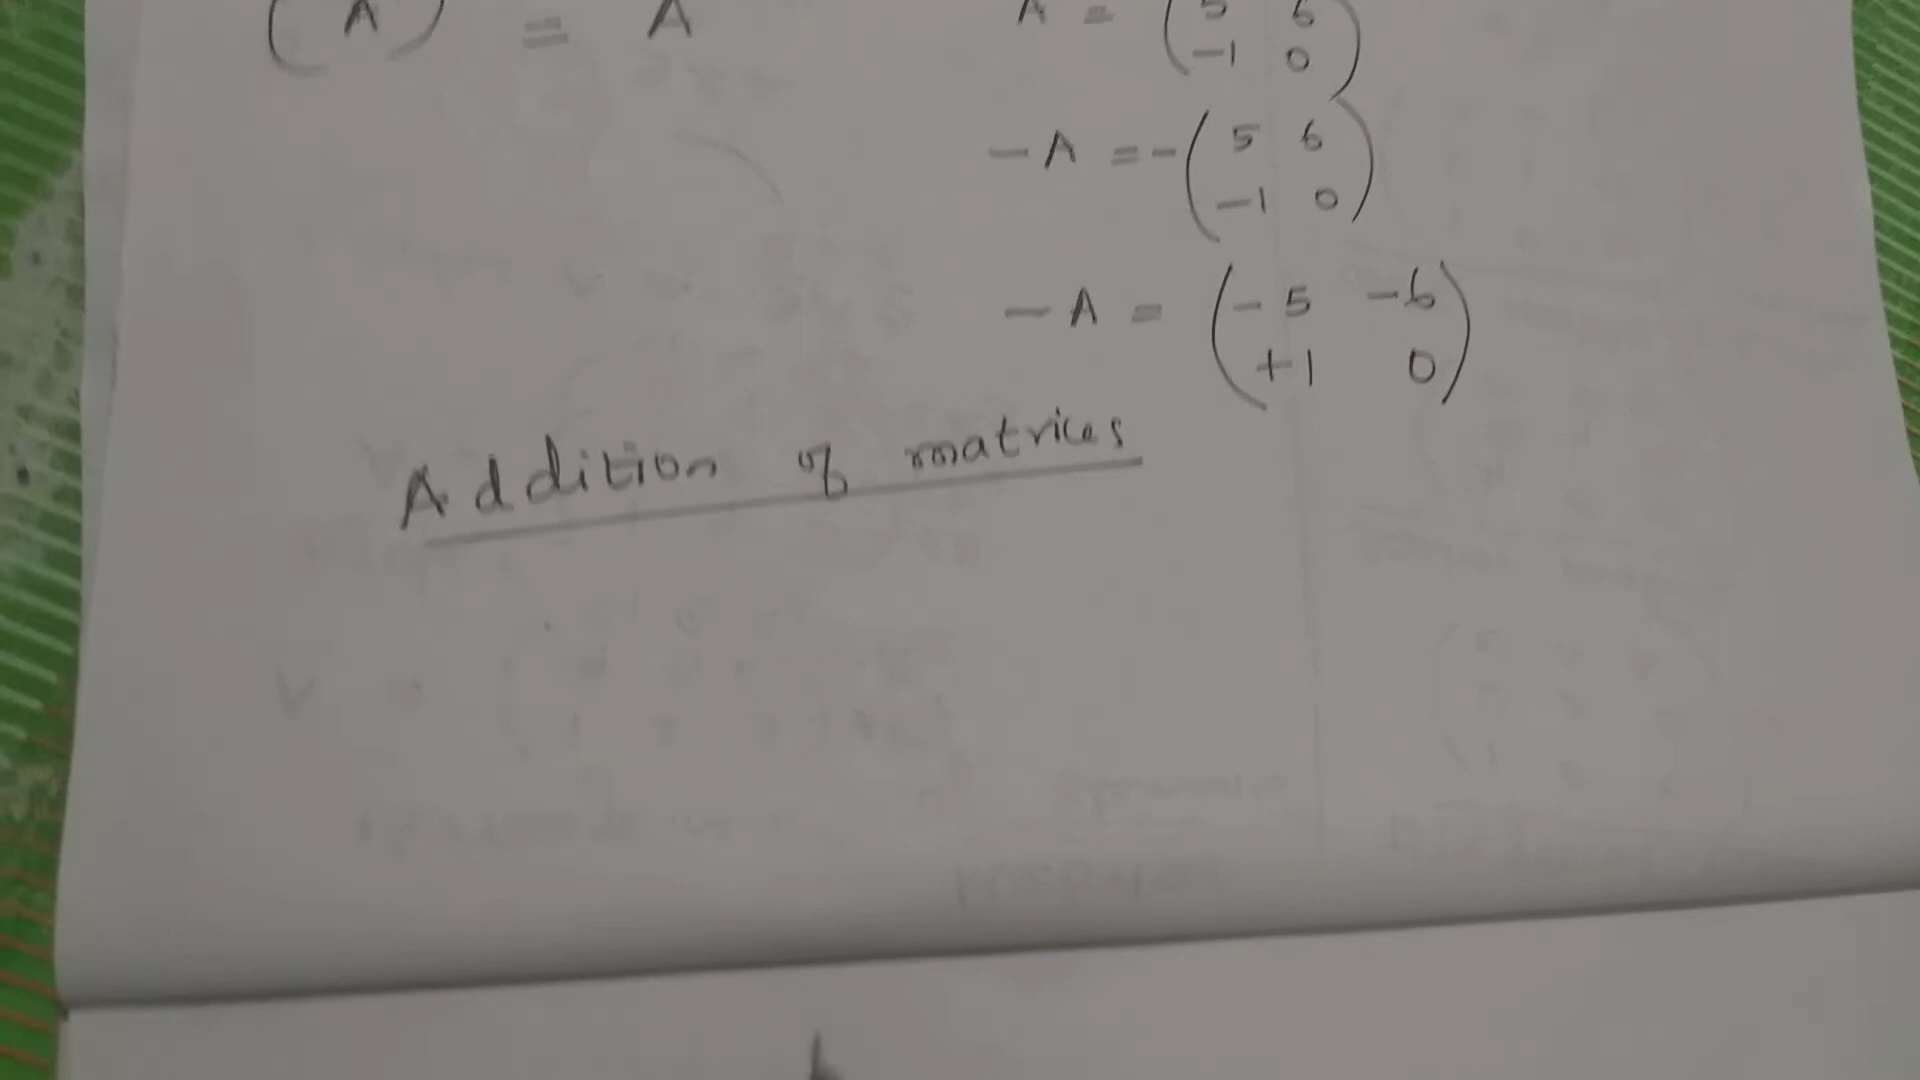 (A) = A
A = (5 6
-1 0)
-A = -(5 6
-1 0)
-A = (-5 -6
+1 0)
Addition of matrices